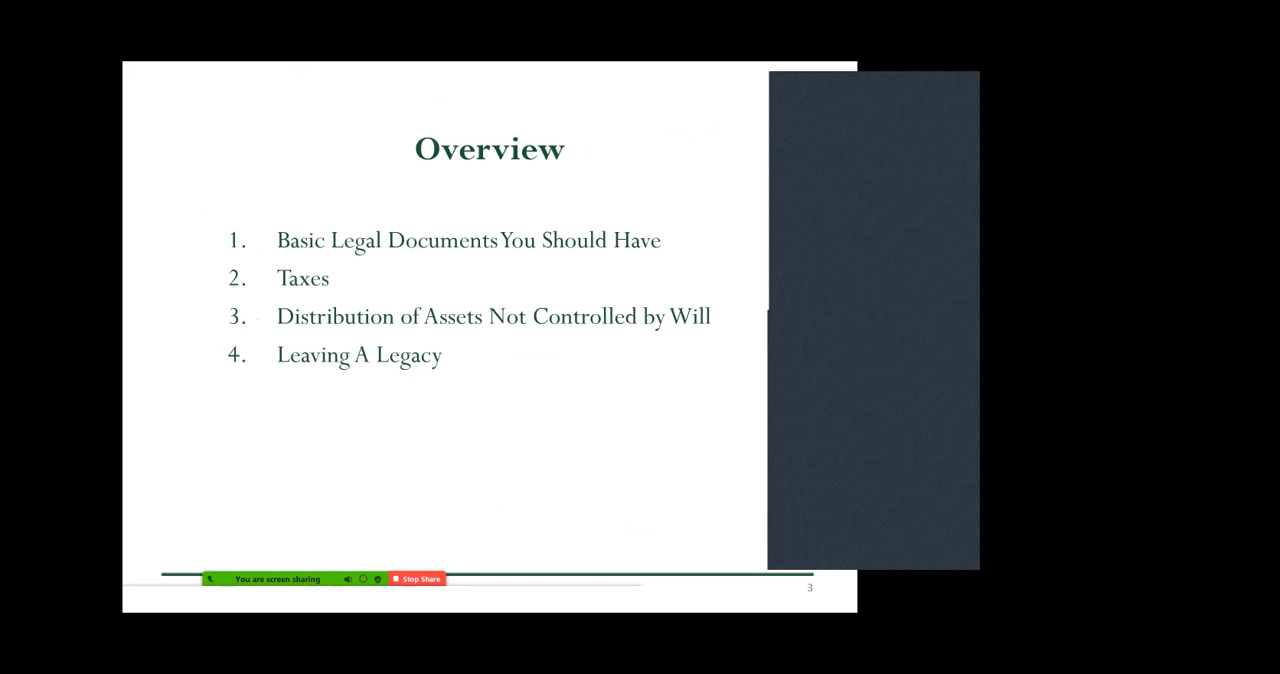 Overview
1. Basic Legal Documents You Should Have
2. Taxes
3. Distribution of Assets Not Controlled by Will
4. Leaving A Legacy
You are screen sharing Stop Share
3